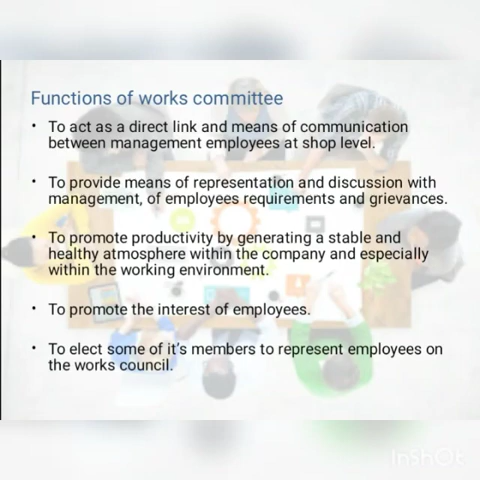 Functions of works committee
• To act as a direct link and means of communication
between management employees at shop level.
• To provide means of representation and discussion with
management, of employees requirements and grievances.
• To promote productivity by generating a stable and
healthy atmosphere within the company and especially
within the working environment.
• To promote the interest of employees.
• To elect some of it's members to represent employees on
the works council.
InShOt